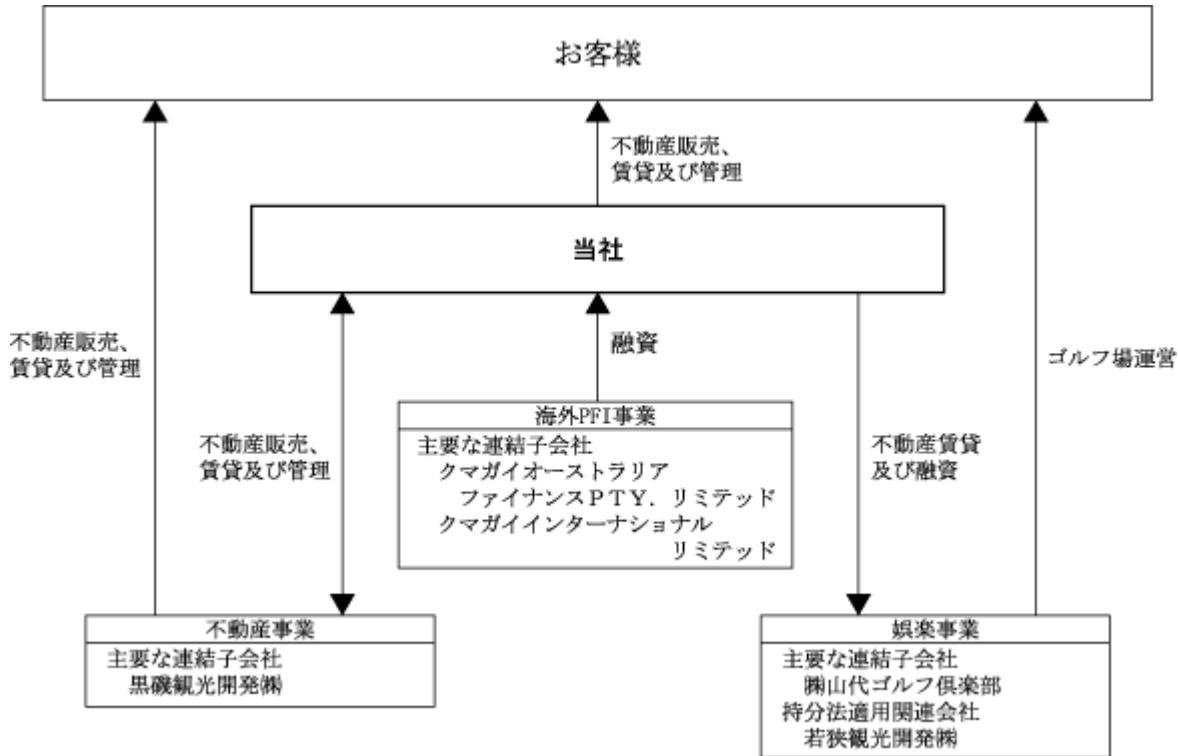 お客様
不動産販売、
賃貸及び管理
当社
不動産販売、
賃貸及び管理
融資
ゴルフ場運営
海外PFI事業
主要な連結子会社
クマガイオーストラリア
ファイナンスＰＴＹ．リミテッド
クマガイインターナショナル
リミテッド
不動産販売、
賃貸及び管理
不動産賃貸
及び融資
不動産事業
主要な連結子会社
黒磯観光開発㈱
娯楽事業
主要な連結子会社
㈱山代ゴルフ倶楽部
持分法適用関連会社
若狭観光開発㈱